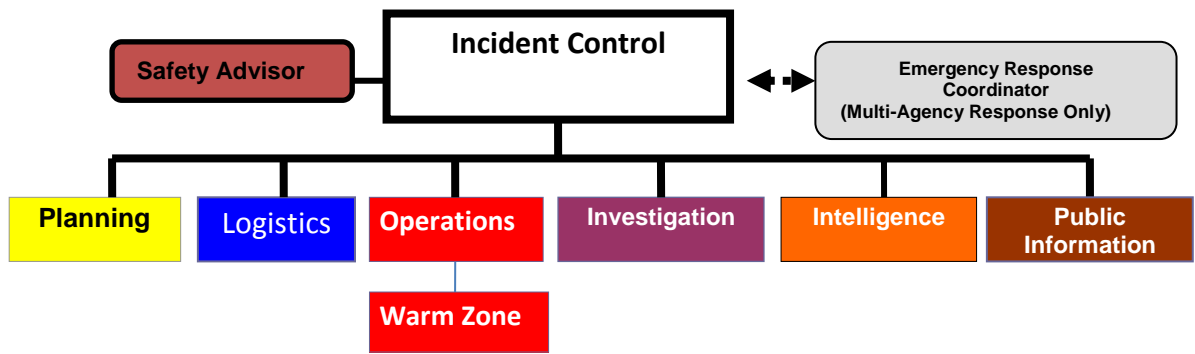 Incident Control
Safety Advisor
Emergency Response
Coordinator
(Multi-Agency Response Only)
Planning
Logistics
Operations
Investigation
Intelligence
Public
Information
Warm Zone